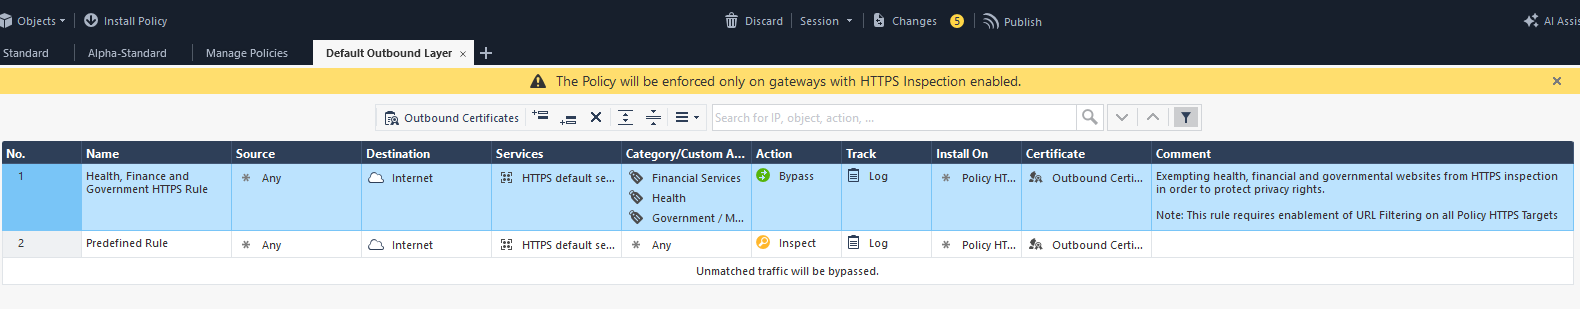 Objects Install Policy Discard Session Changes 5 Publish AI Assis
Standard Alpha-Standard Manage Policies Default Outbound Layer × +
The Policy will be enforced only on gateways with HTTPS Inspection enabled.
Outbound Certificates Search for IP, object, action, ...
No. Name Source Destination Services Category/Custom A... Action Track Install On Certificate Comment
1 Health, Finance and Government HTTPS Rule * Any Internet HTTPS default se... Financial Services Bypass Log * Policy HT... Outbound Certi... Exempting health, financial and governmental websites from HTTPS inspection
in order to protect privacy rights.
Health
Government / M... Note: This rule requires enablement of URL Filtering on all Policy HTTPS Targets
2 Predefined Rule * Any Internet HTTPS default se... * Any Inspect Log * Policy HT... Outbound Certi...
Unmatched traffic will be bypassed.